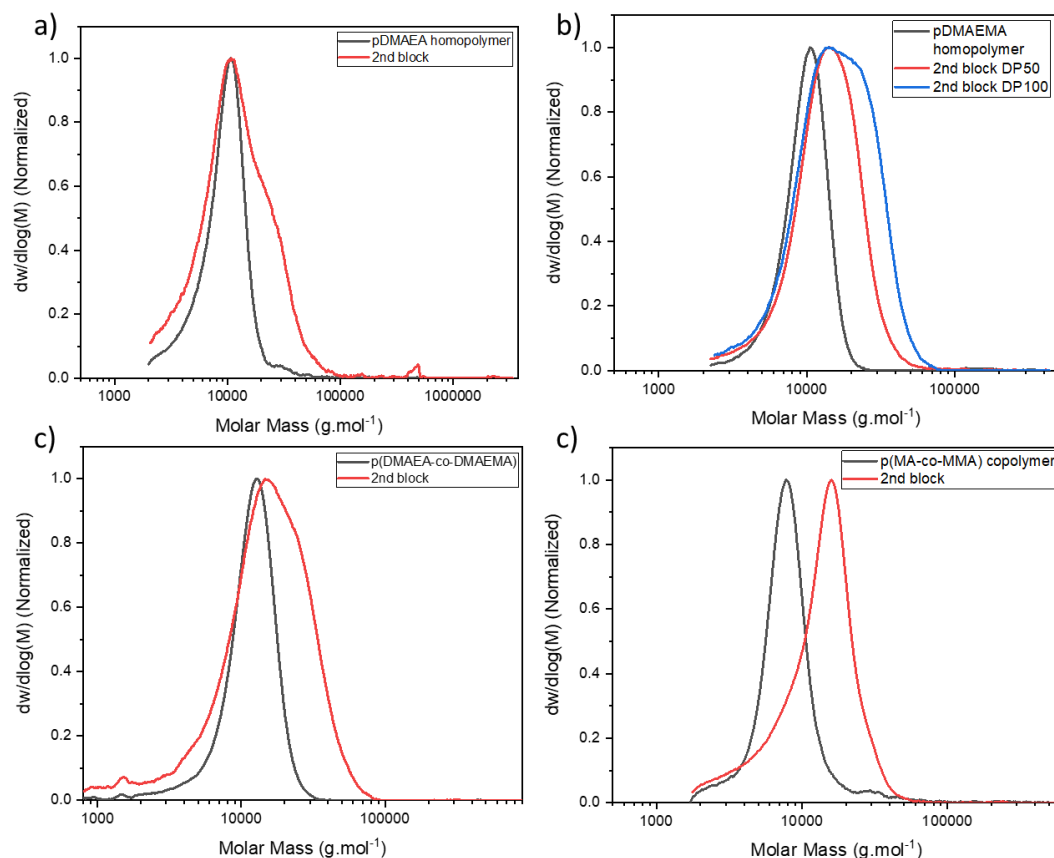 a)
pDMAEA homopolymer
2nd block
dw/dlog(M) (Normalized)
1.0
0.8
0.6
0.4
0.2
0.0
1000
10000
100000
1000000
Molar Mass (g.mol⁻¹)
b)
pDMAEMA
homopolymer
2nd block DP50
2nd block DP100
dw/dlog(M) (Normalized)
1.0
0.8
0.6
0.4
0.2
0.0
1000
10000
100000
Molar Mass (g.mol⁻¹)
c)
p(DMAEA-co-DMAEMA)
2nd block
dw/dlog(M) (Normalized)
1.0
0.8
0.6
0.4
0.2
0.0
1000
10000
100000
Molar Mass (g.mol⁻¹)
c)
p(MA-co-MMA) copolymer
2nd block
dw/dlog(M) (Normalized)
1.0
0.8
0.6
0.4
0.2
0.0
1000
10000
100000
Molar Mass (g.mol⁻¹)